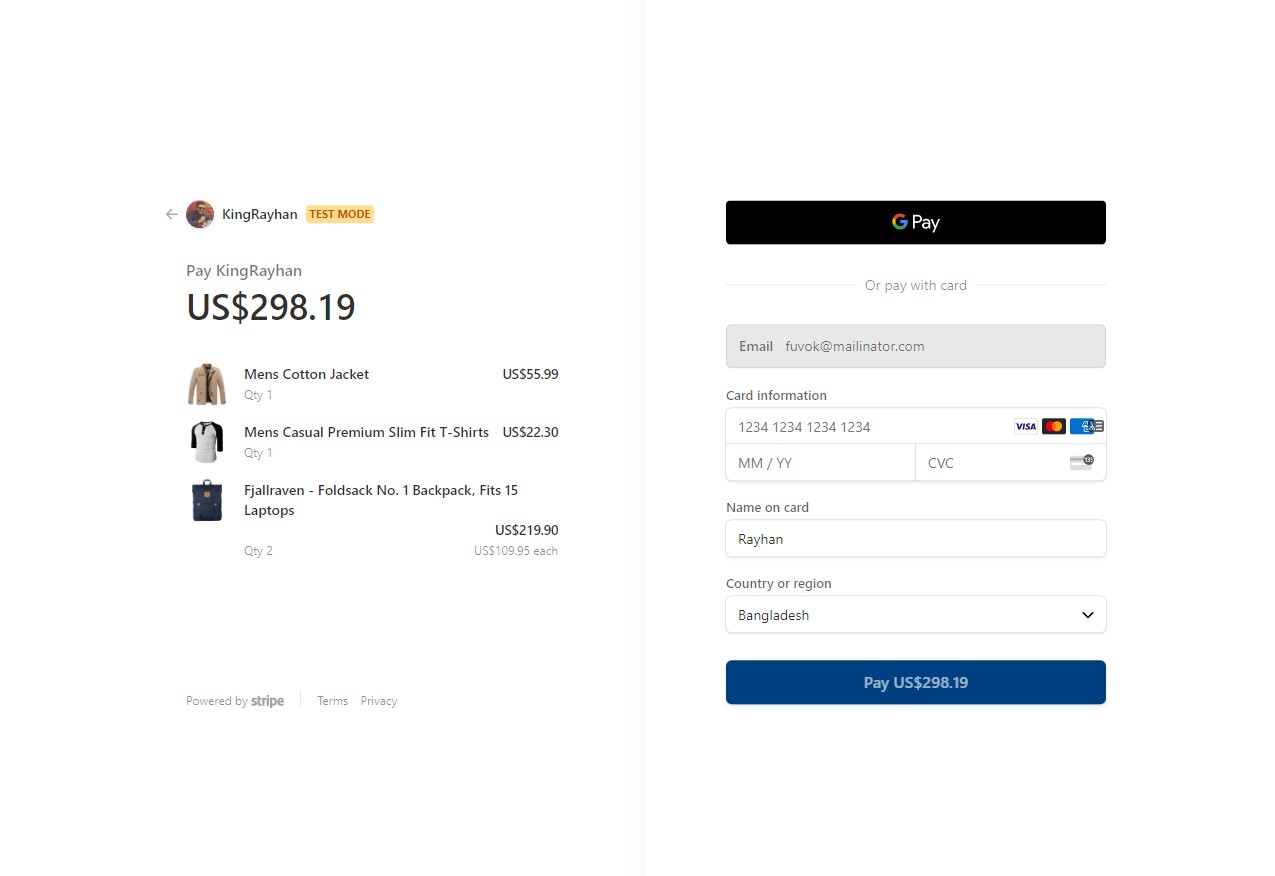 KingRayhan TEST MODE
Pay KingRayhan
US$298.19
Mens Cotton Jacket US$55.99
Qty 1
Mens Casual Premium Slim Fit T-Shirts US$22.30
Qty 1
Fjallraven - Foldsack No. 1 Backpack, Fits 15
Laptops
US$219.90
Qty 2 US$109.95 each
Powered by stripe Terms Privacy
G Pay
Or pay with card
Email fuvok@mailinator.com
Card information
1234 1234 1234 1234 VISA
MM / YY CVC 135
Name on card
Rayhan
Country or region
Bangladesh
Pay US$298.19